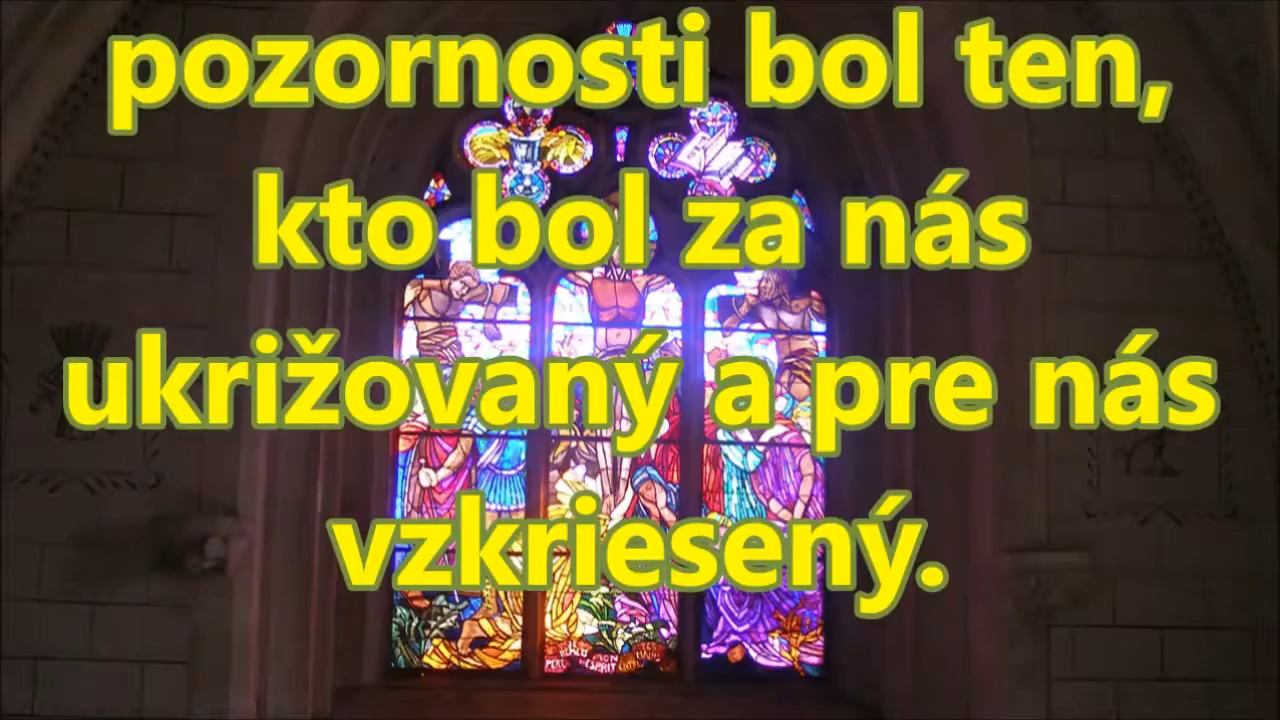 pozornosti bol ten,
kto bol za nás
ukrižovaný a pre nás
vzkriesený.